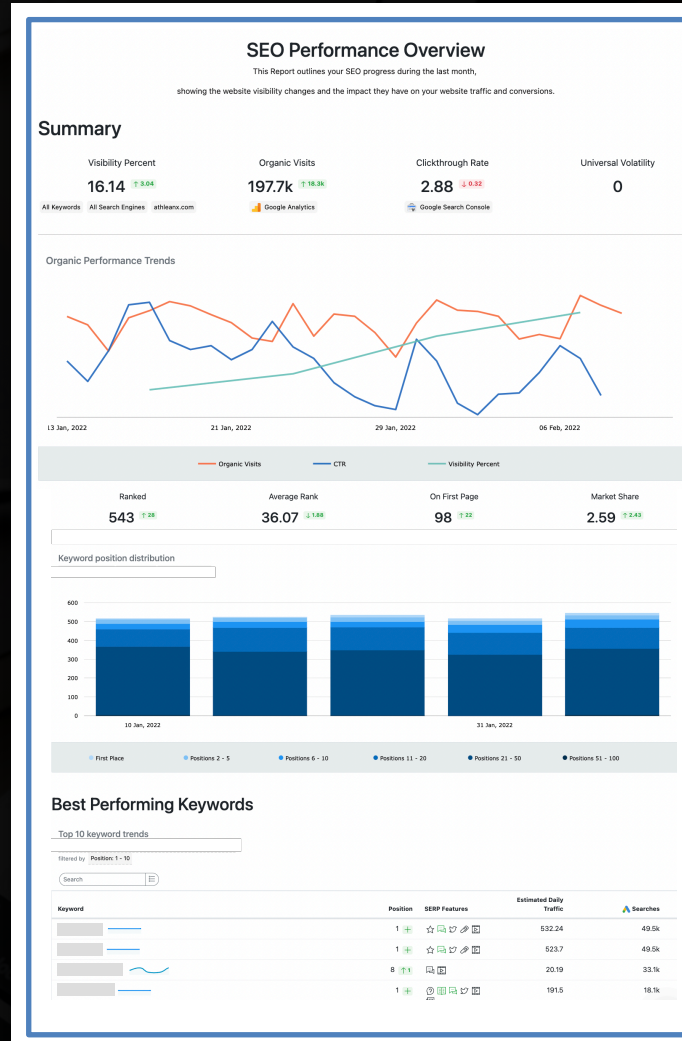 SEO Performance Overview
This Report outlines your SEO progress during the last month,
showing the website visibility changes and the impact they have on your website traffic and conversions.
Summary
Visibility Percent Organic Visits Clickthrough Rate Universal Volatility
16.14 ↑ 3.04 197.7k ↑ 18.3k 2.88 ↓ 0.32 0
All Keywords All Search Engines athleanx.com Google Analytics Google Search Console
Organic Performance Trends
13 Jan, 2022 21 Jan, 2022 29 Jan, 2022 06 Feb, 2022
Organic Visits CTR Visibility Percent
Ranked Average Rank On First Page Market Share
543 ↑ 28 36.07 ↓ 1.88 98 ↑ 22 2.59 ↑ 2.43
Keyword position distribution
600
500
400
300
200
100
0
10 Jan, 2022 31 Jan, 2022
First Place Positions 2 - 5 Positions 6 - 10 Positions 11 - 20 Positions 21 - 50 Positions 51 - 100
Best Performing Keywords
Top 10 keyword trends
filtered by Position: 1 - 10
Search
Keyword Position SERP Features Estimated Daily Traffic Searches
1 532.24 49.5k
1 523.7 49.5k
8 ↑ 1 20.19 33.1k
1 191.5 18.1k